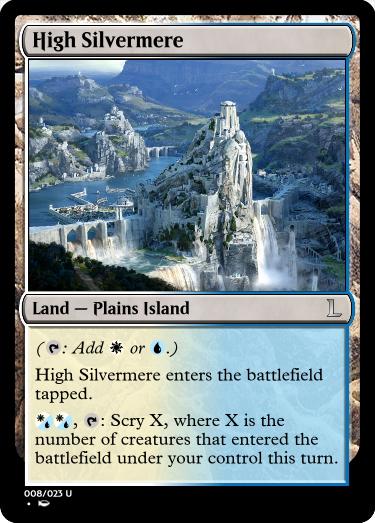 High Silvermere
Land — Plains Island
L
( : Add  or .)
High Silvermere enters the battlefield
tapped.
, : Scry X, where X is the
number of creatures that entered the
battlefield under your control this turn.
008/023 U